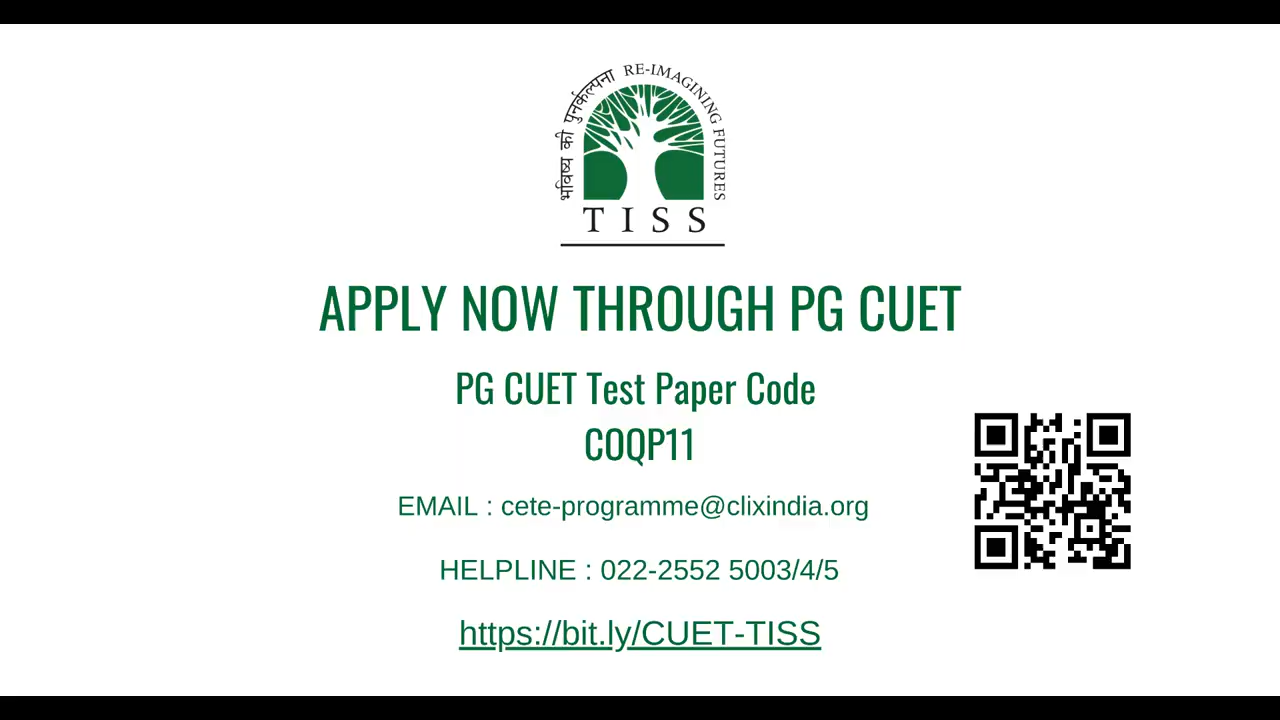 भविष्य की पुनर्कल्पना RE-IMAGINING FUTURES
TISS
APPLY NOW THROUGH PG CUET
PG CUET Test Paper Code
COQP11
EMAIL : cete-programme@clixindia.org
HELPLINE : 022-2552 5003/4/5
https://bit.ly/CUET-TISS